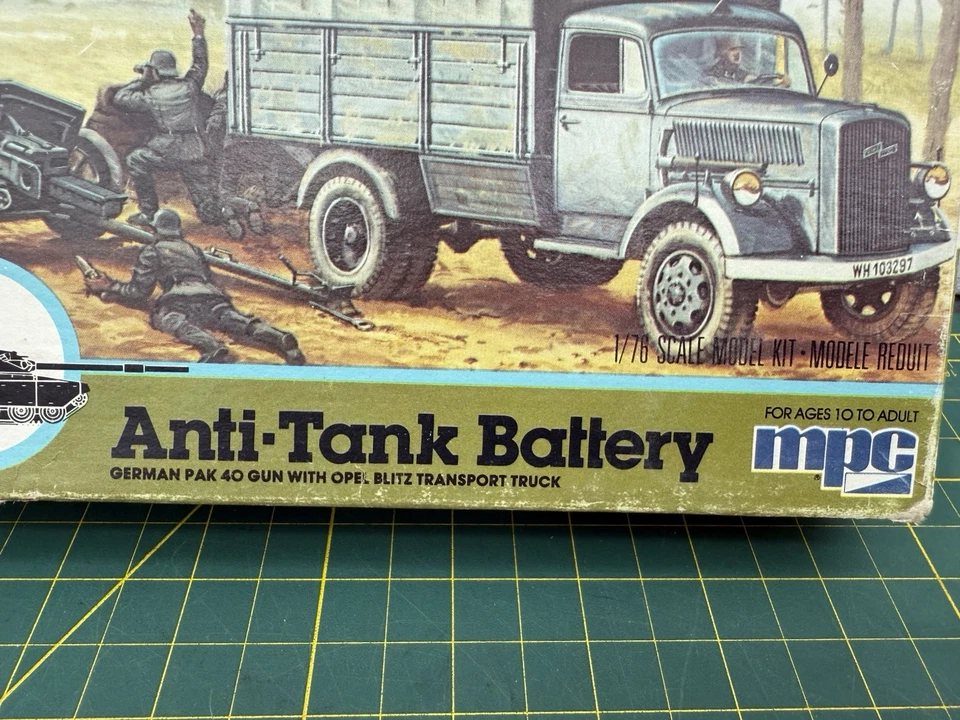 WH 103297
1/76 SCALE MODEL KIT • MODELE REDUIT
FOR AGES 10 TO ADULT
Anti-Tank Battery
mpc
GERMAN PAK 40 GUN WITH OPEL BLITZ TRANSPORT TRUCK